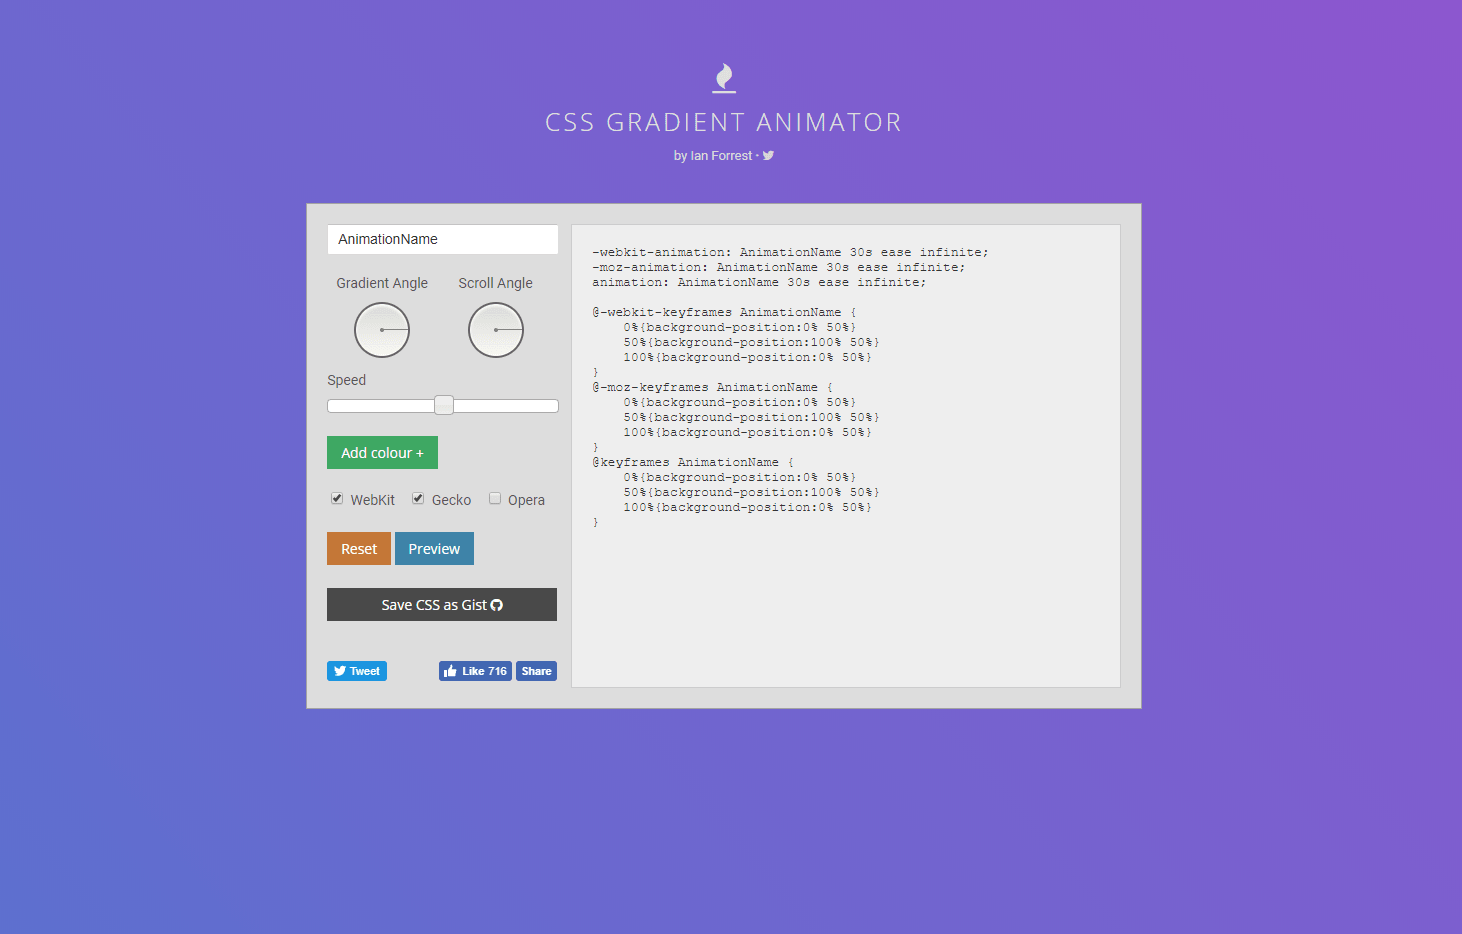 CSS GRADIENT ANIMATOR
by Ian Forrest ·
AnimationName
Gradient Angle Scroll Angle
Speed
Add colour +
WebKit Gecko Opera
Reset Preview
Save CSS as Gist
Tweet Like 716 Share
-webkit-animation: AnimationName 30s ease infinite;
-moz-animation: AnimationName 30s ease infinite;
animation: AnimationName 30s ease infinite;
@-webkit-keyframes AnimationName {
0%{background-position:0% 50%}
50%{background-position:100% 50%}
100%{background-position:0% 50%}
}
@-moz-keyframes AnimationName {
0%{background-position:0% 50%}
50%{background-position:100% 50%}
100%{background-position:0% 50%}
}
@keyframes AnimationName {
0%{background-position:0% 50%}
50%{background-position:100% 50%}
100%{background-position:0% 50%}
}